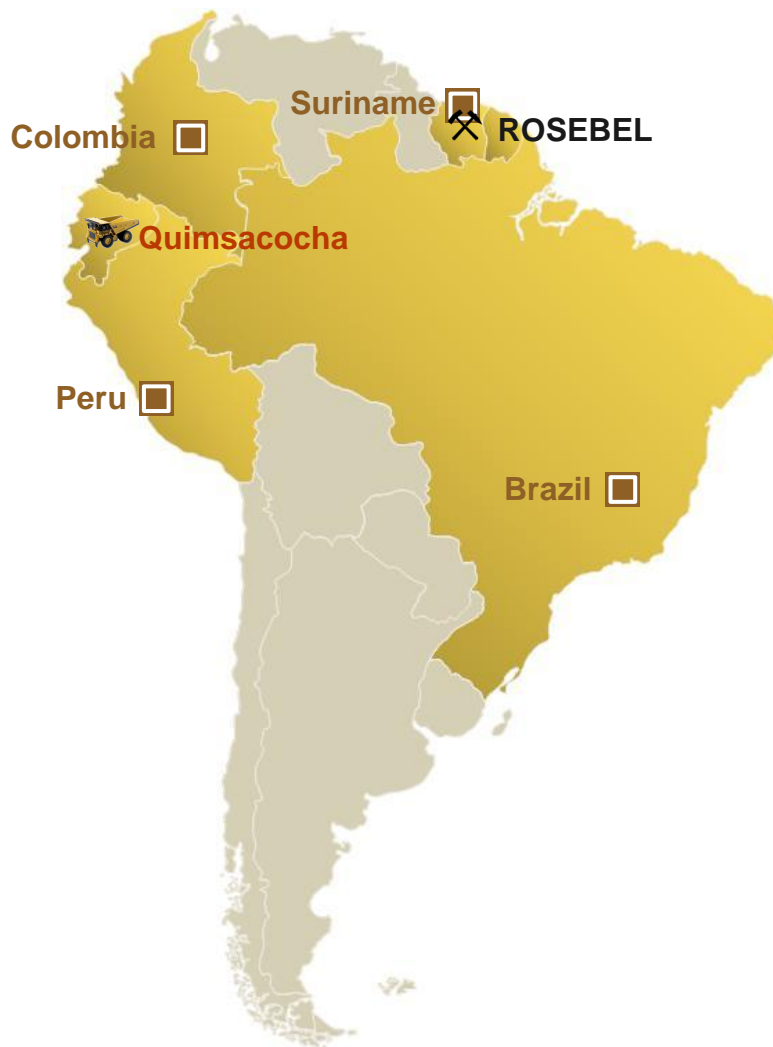 Suriname
ROSEBEL
Colombia
Quimsacocha
Peru
Brazil